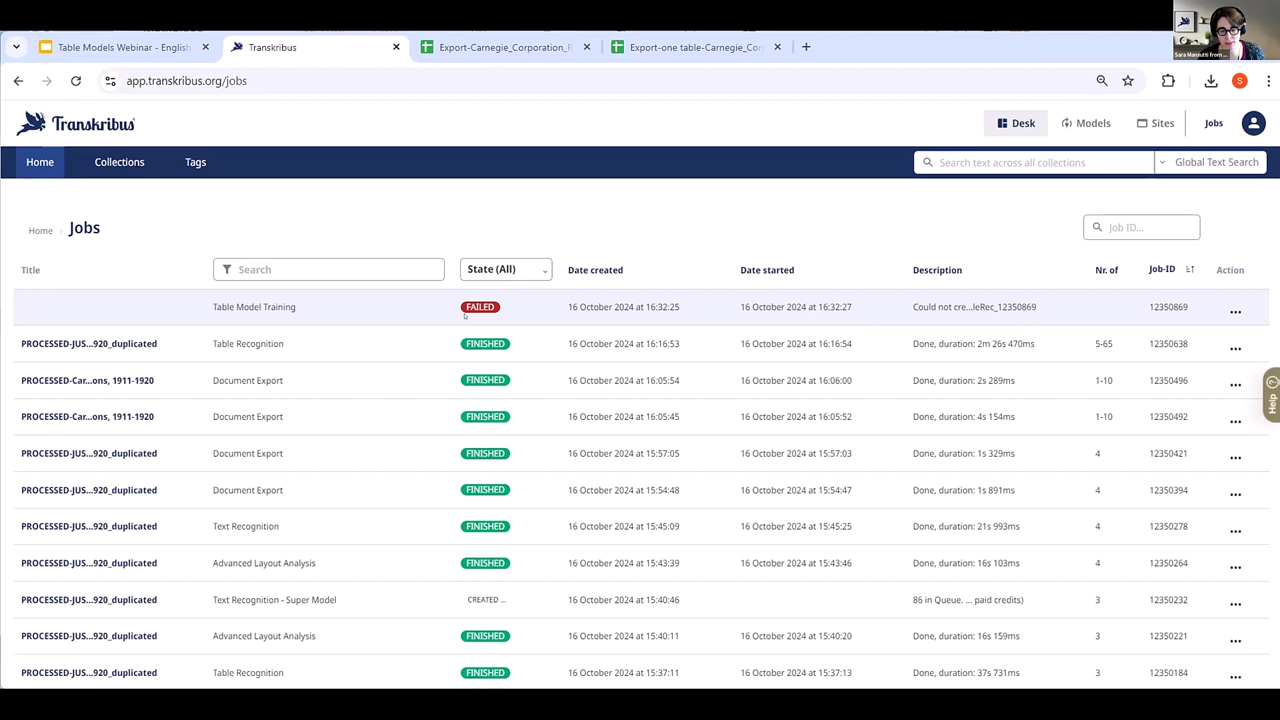 Table Models Webinar - English
Transkribus
Export-Carnegie_Corporation_R
Export-one table-Carnegie_Cor
Sara Mansutti from ...
app.transkribus.org/jobs
S
Transkribus
Desk
Models
Sites
Jobs
Home
Collections
Tags
Search text across all collections
Global Text Search
Home > Jobs
Job ID...
Title Search State (All) Date created Date started Description Nr. of Job-ID Action
Table Model Training FAILED 16 October 2024 at 16:32:25 16 October 2024 at 16:32:27 Could not cre...leRec_12350869 12350869 ...
PROCESSED-JUS...920_duplicated Table Recognition FINISHED 16 October 2024 at 16:16:53 16 October 2024 at 16:16:54 Done, duration: 2m 26s 470ms 5-65 12350638 ...
PROCESSED-Car...ons, 1911-1920 Document Export FINISHED 16 October 2024 at 16:05:54 16 October 2024 at 16:06:00 Done, duration: 2s 289ms 1-10 12350496 ...
PROCESSED-Car...ons, 1911-1920 Document Export FINISHED 16 October 2024 at 16:05:45 16 October 2024 at 16:05:52 Done, duration: 4s 154ms 1-10 12350492 ...
PROCESSED-JUS...920_duplicated Document Export FINISHED 16 October 2024 at 15:57:05 16 October 2024 at 15:57:03 Done, duration: 1s 329ms 4 12350421 ...
PROCESSED-JUS...920_duplicated Document Export FINISHED 16 October 2024 at 15:54:48 16 October 2024 at 15:54:47 Done, duration: 1s 891ms 4 12350394 ...
PROCESSED-JUS...920_duplicated Text Recognition FINISHED 16 October 2024 at 15:45:09 16 October 2024 at 15:45:25 Done, duration: 21s 993ms 4 12350278 ...
PROCESSED-JUS...920_duplicated Advanced Layout Analysis FINISHED 16 October 2024 at 15:43:39 16 October 2024 at 15:43:46 Done, duration: 16s 103ms 4 12350264 ...
PROCESSED-JUS...920_duplicated Text Recognition - Super Model CREATED ... 16 October 2024 at 15:40:46 86 in Queue. ... paid credits) 3 12350232 ...
PROCESSED-JUS...920_duplicated Advanced Layout Analysis FINISHED 16 October 2024 at 15:40:11 16 October 2024 at 15:40:20 Done, duration: 16s 159ms 3 12350221 ...
PROCESSED-JUS...920_duplicated Table Recognition FINISHED 16 October 2024 at 15:37:11 16 October 2024 at 15:37:13 Done, duration: 37s 731ms 3 12350184 ...
Help